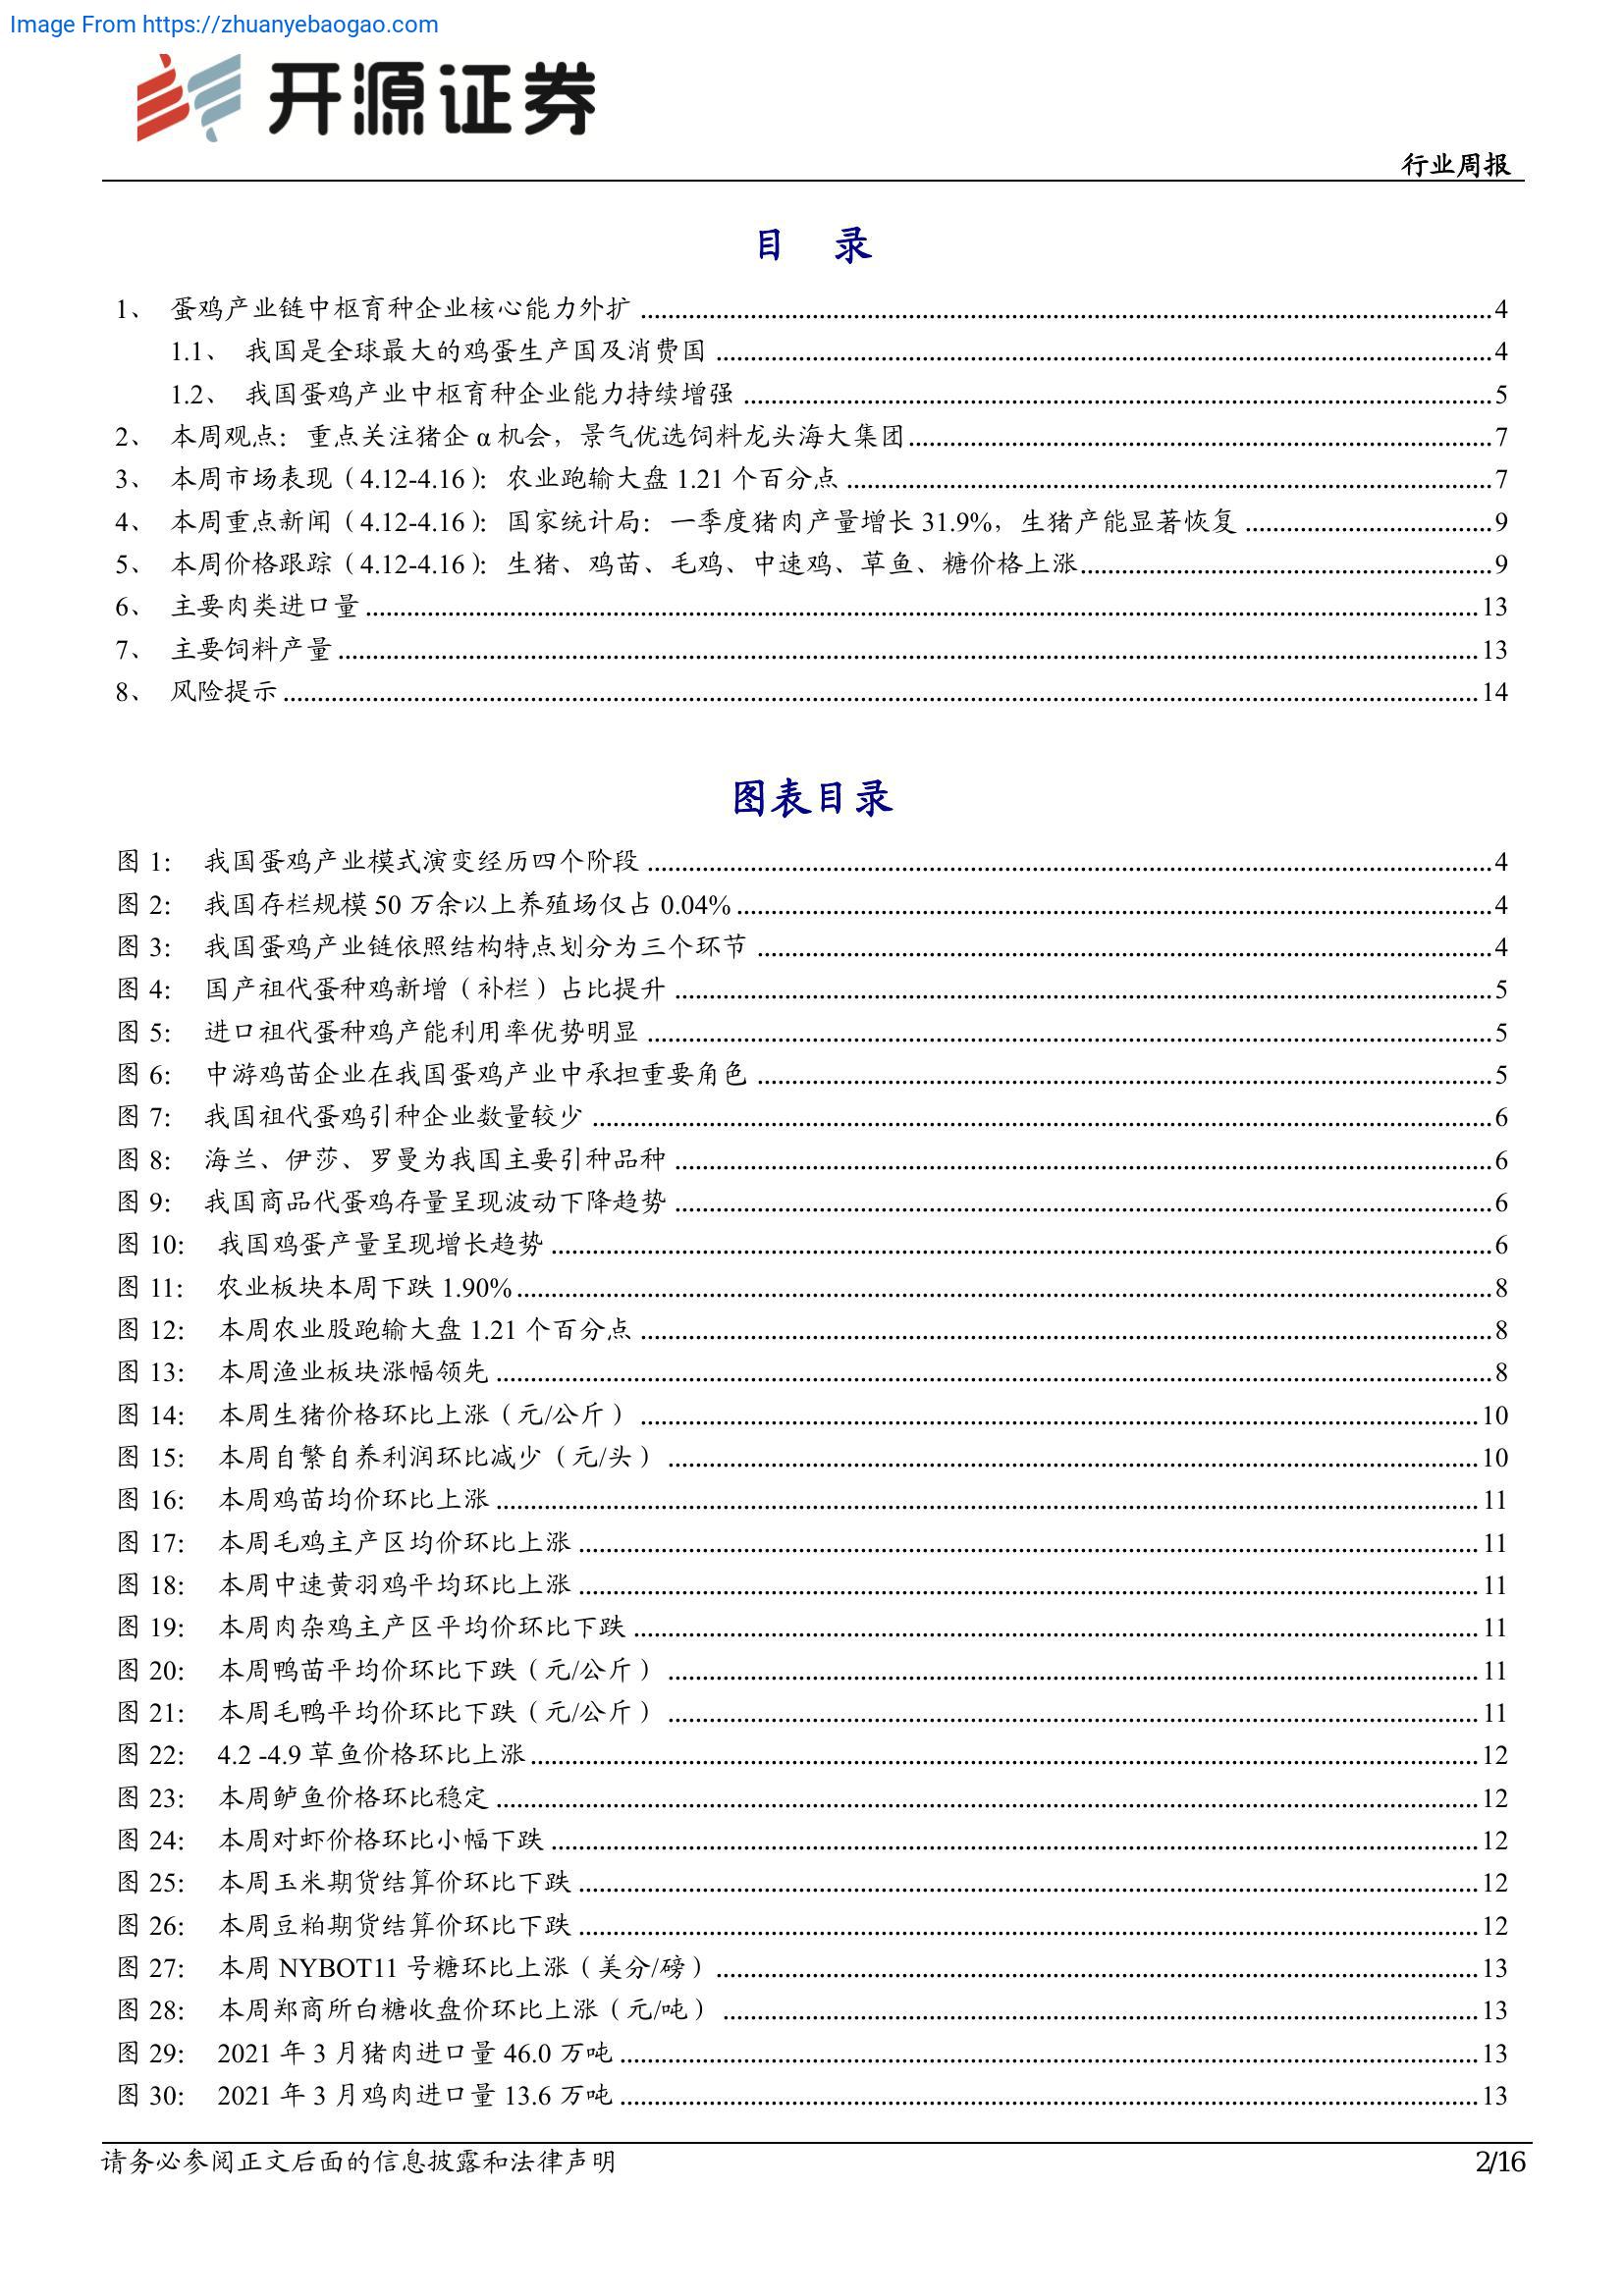 Image From https://zhuanyebaogao.com
开源证券
行业周报
目 录
1、 蛋鸡产业链中枢育种企业核心能力外扩 ........ 4
1.1、 我国是全球最大的鸡蛋生产国及消费国 ........ 4
1.2、 我国蛋鸡产业中枢育种企业能力持续增强 ........ 5
2、 本周观点：重点关注猪企 α 机会，景气优选饲料龙头海大集团 ........ 7
3、 本周市场表现（4.12-4.16）：农业跑输大盘 1.21 个百分点 ........ 7
4、 本周重点新闻（4.12-4.16）：国家统计局：一季度猪肉产量增长 31.9%，生猪产能显著恢复 ........ 9
5、 本周价格跟踪（4.12-4.16）：生猪、鸡苗、毛鸡、中速鸡、草鱼、糖价格上涨 ........ 9
6、 主要肉类进口量 ........ 13
7、 主要饲料产量 ........ 13
8、 风险提示 ........ 14
图表目录
图 1： 我国蛋鸡产业模式演变经历四个阶段 ........ 4
图 2： 我国存栏规模 50 万余以上养殖场仅占 0.04% ........ 4
图 3： 我国蛋鸡产业链依照结构特点划分为三个环节 ........ 4
图 4： 国产祖代蛋种鸡新增（补栏）占比提升 ........ 5
图 5： 进口祖代蛋种鸡产能利用率优势明显 ........ 5
图 6： 中游鸡苗企业在我国蛋鸡产业中承担重要角色 ........ 5
图 7： 我国祖代蛋鸡引种企业数量较少 ........ 6
图 8： 海兰、伊莎、罗曼为我国主要引种品种 ........ 6
图 9： 我国商品代蛋鸡存量呈现波动下降趋势 ........ 6
图 10： 我国鸡蛋产量呈现增长趋势 ........ 6
图 11： 农业板块本周下跌 1.90% ........ 8
图 12： 本周农业股跑输大盘 1.21 个百分点 ........ 8
图 13： 本周渔业板块涨幅领先 ........ 8
图 14： 本周生猪价格环比上涨（元/公斤） ........ 10
图 15： 本周自繁自养利润环比减少（元/头） ........ 10
图 16： 本周鸡苗均价环比上涨 ........ 11
图 17： 本周毛鸡主产区均价环比上涨 ........ 11
图 18： 本周中速黄羽鸡平均环比上涨 ........ 11
图 19： 本周肉杂鸡主产区平均价环比下跌 ........ 11
图 20： 本周鸭苗平均价环比下跌（元/公斤） ........ 11
图 21： 本周毛鸭平均价环比下跌（元/公斤） ........ 11
图 22： 4.2 -4.9 草鱼价格环比上涨 ........ 12
图 23： 本周鲈鱼价格环比稳定 ........ 12
图 24： 本周对虾价格环比小幅下跌 ........ 12
图 25： 本周玉米期货结算价环比下跌 ........ 12
图 26： 本周豆粕期货结算价环比下跌 ........ 12
图 27： 本周 NYBOT11 号糖环比上涨（美分/磅） ........ 13
图 28： 本周郑商所白糖收盘价环比上涨（元/吨） ........ 13
图 29： 2021 年 3 月猪肉进口量 46.0 万吨 ........ 13
图 30： 2021 年 3 月鸡肉进口量 13.6 万吨 ........ 13
请务必参阅正文后面的信息披露和法律声明 2/16